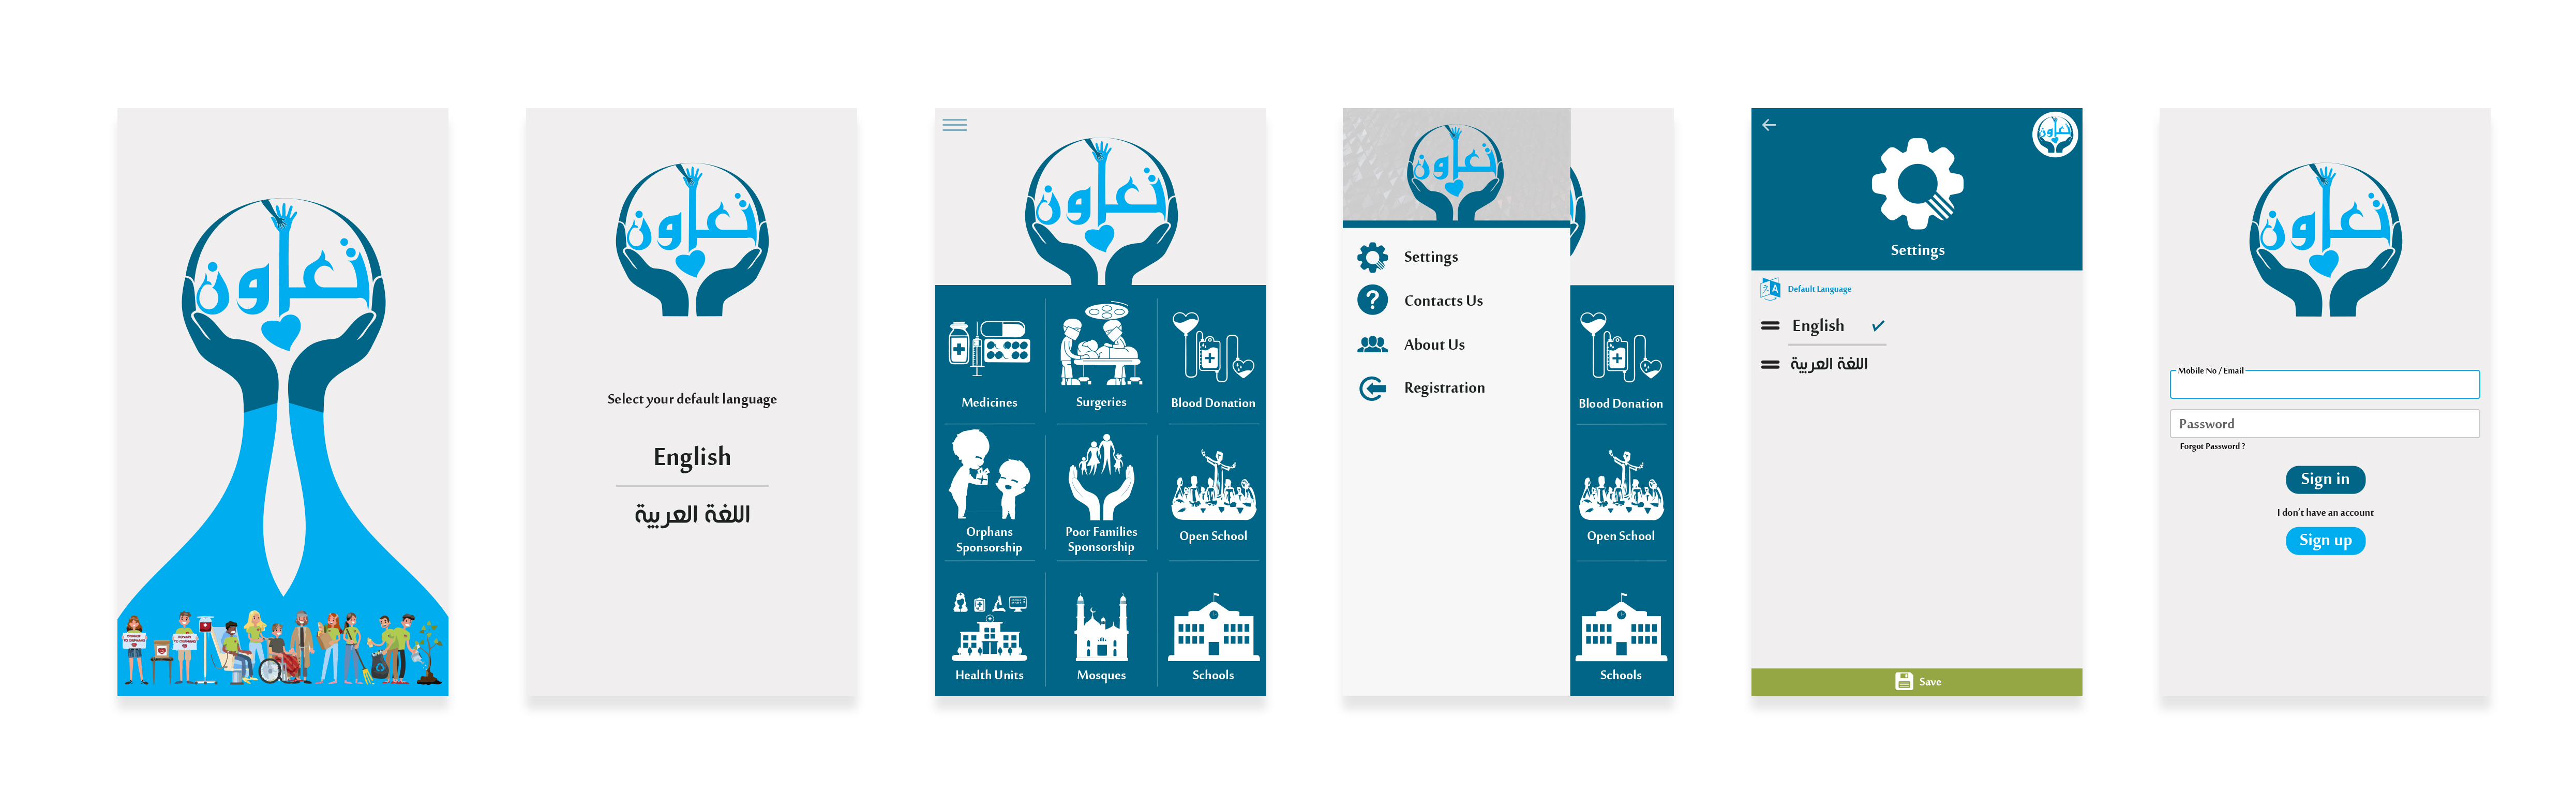 تعاون
تعاون
Select your default language
English
اللغة العربية
تعاون
Medicines
Surgeries
Blood Donation
Orphans
Sponsorship
Poor Families
Sponsorship
Open School
Health Units
Mosques
Schools
تعاون
Settings
Contacts Us
About Us
Registration
Blood Donation
Open School
Schools
تعاون
Settings
Default Language
English
اللغة العربية
Save
تعاون
Mobile No / Email
Password
Forgot Password ?
Sign in
I don't have an account
Sign up